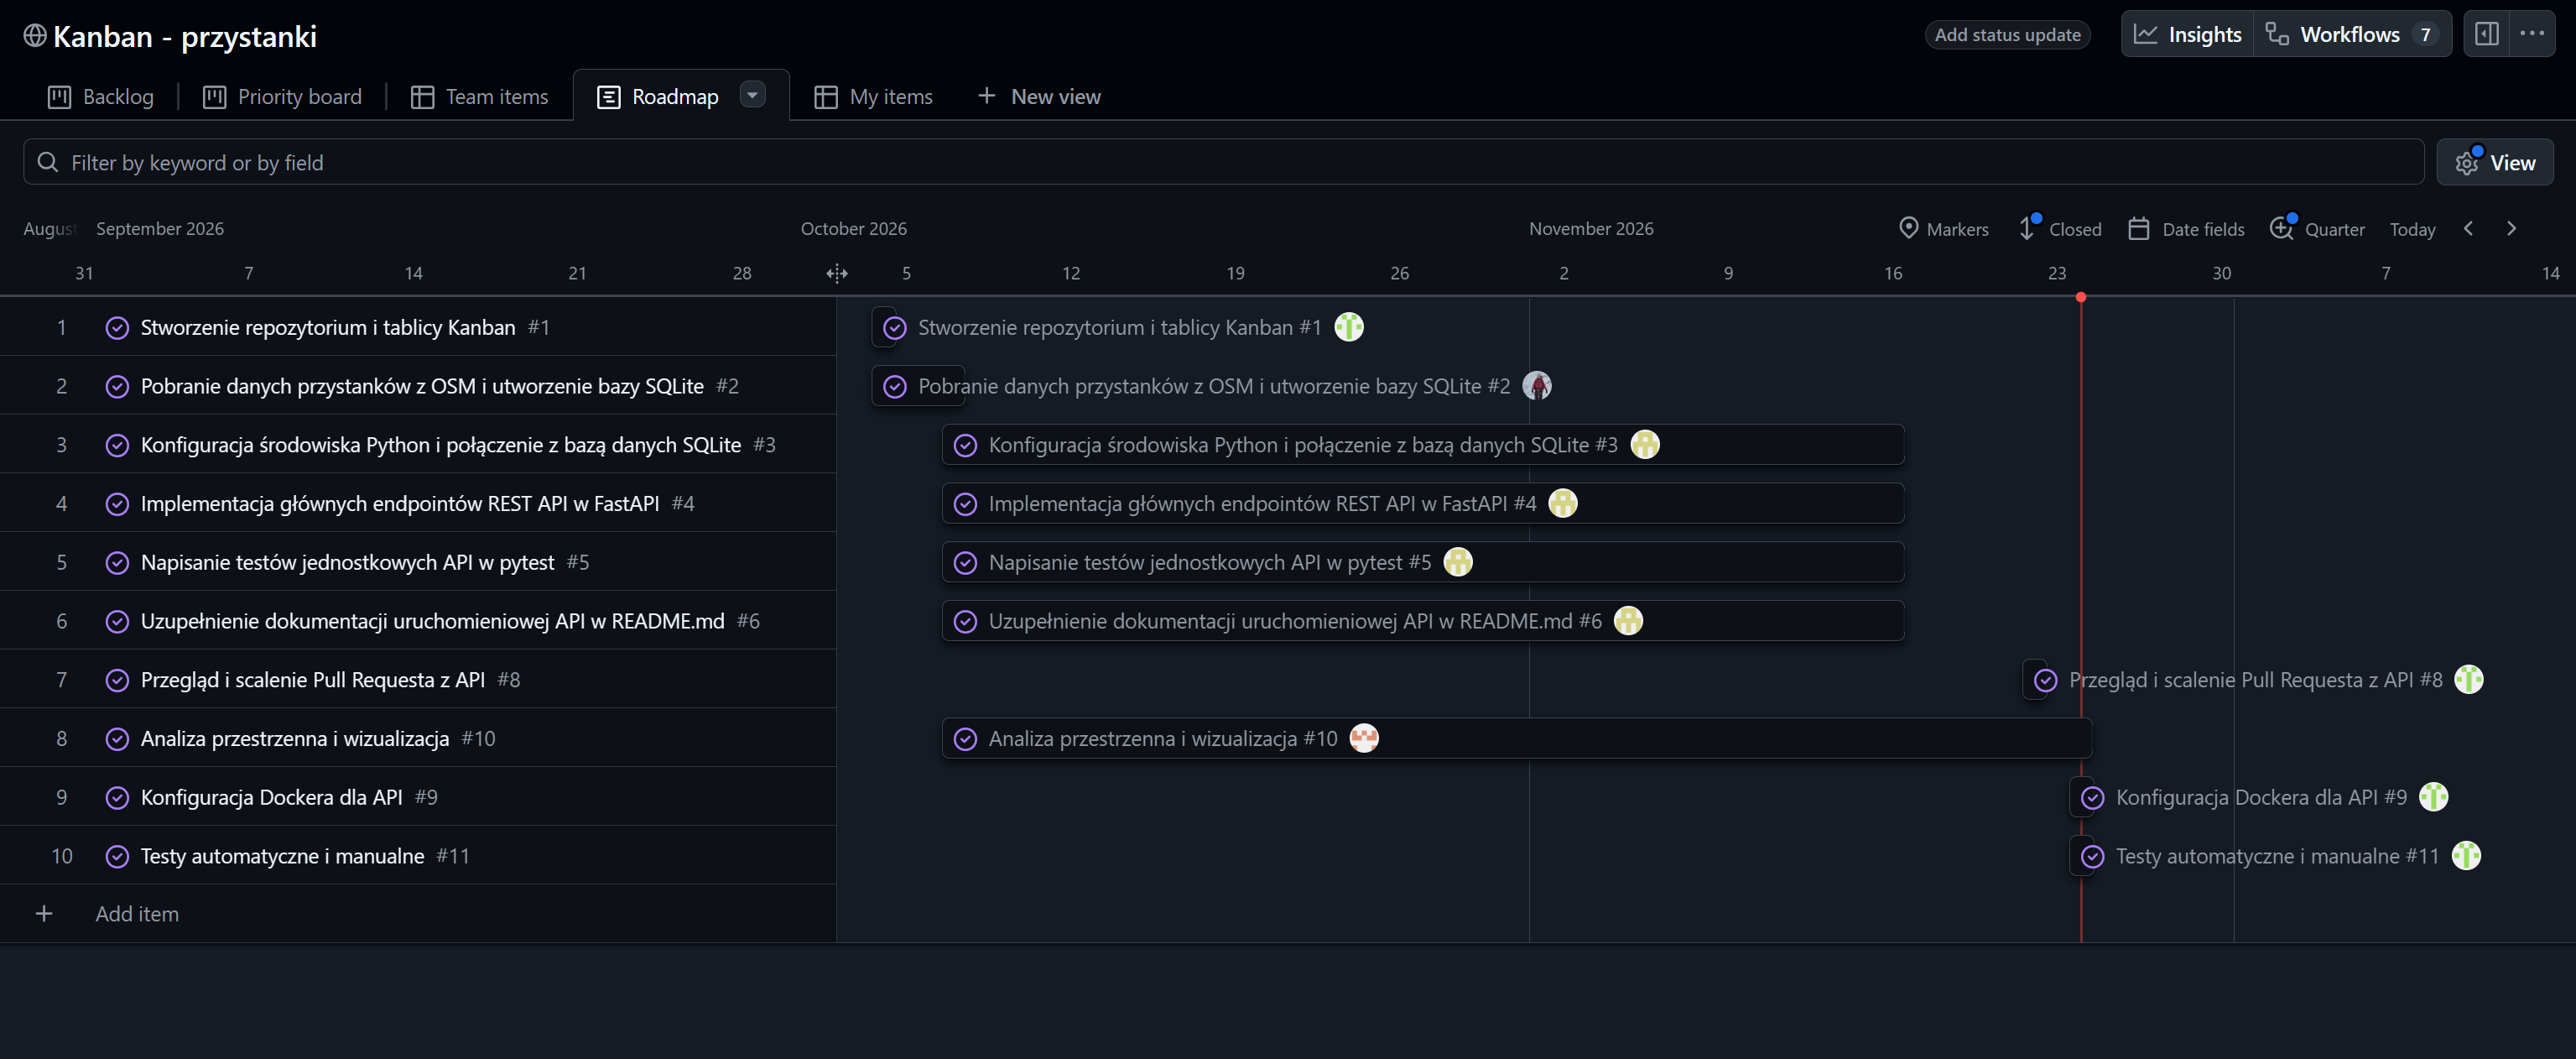 Kanban - przystanki
Add status update
Insights
Workflows 7
Backlog
Priority board
Team items
Roadmap
My items
New view
Filter by keyword or by field
View
Augus September 2026 October 2026 November 2026
Markers
Closed
Date fields
Quarter
Today
31 7 14 21 28 5 12 19 26 2 9 16 23 30 7 14
1 Stworzenie repozytorium i tablicy Kanban #1 Stworzenie repozytorium i tablicy Kanban #1
2 Pobranie danych przystanków z OSM i utworzenie bazy SQLite #2 Pobranie danych przystanków z OSM i utworzenie bazy SQLite #2
3 Konfiguracja środowiska Python i połączenie z bazą danych SQLite #3 Konfiguracja środowiska Python i połączenie z bazą danych SQLite #3
4 Implementacja głównych endpointów REST API w FastAPI #4 Implementacja głównych endpointów REST API w FastAPI #4
5 Napisanie testów jednostkowych API w pytest #5 Napisanie testów jednostkowych API w pytest #5
6 Uzupełnienie dokumentacji uruchomieniowej API w README.md #6 Uzupełnienie dokumentacji uruchomieniowej API w README.md #6
7 Przegląd i scalenie Pull Requesta z API #8 Przegląd i scalenie Pull Requesta z API #8
8 Analiza przestrzenna i wizualizacja #10 Analiza przestrzenna i wizualizacja #10
9 Konfiguracja Dockera dla API #9 Konfiguracja Dockera dla API #9
10 Testy automatyczne i manualne #11 Testy automatyczne i manualne #11
Add item